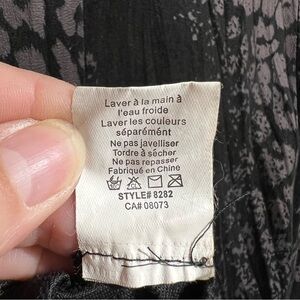 Laver à la main à
l'eau froide
Laver les couleurs
séparément
Ne pas javelliser
Tordre à sécher
Ne pas repasser
Fabriqué en Chine
STYLE# 8282
CA# 08073